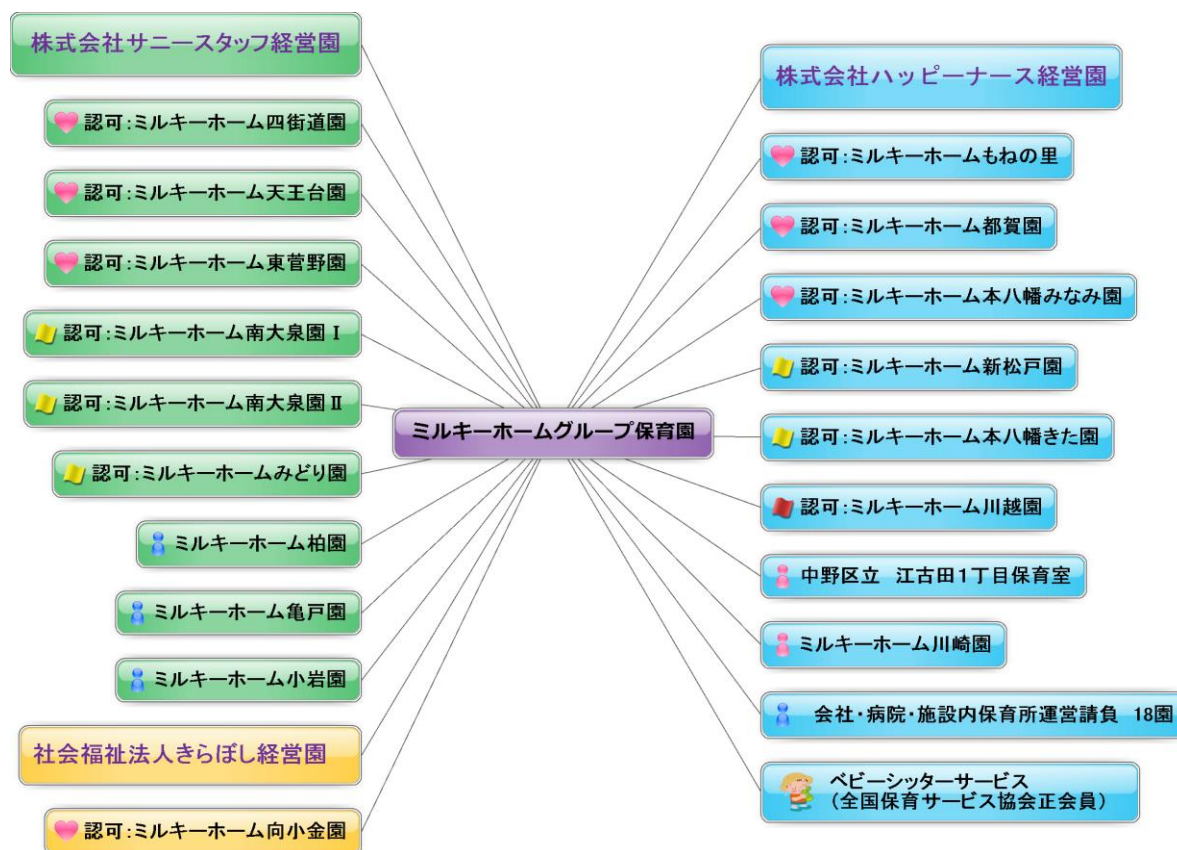 株式会社サニースタッフ経営園
認可:ミルキーホーム四街道園
認可:ミルキーホーム天王台園
認可:ミルキーホーム東菅野園
認可:ミルキーホーム南大泉園Ⅰ
認可:ミルキーホーム南大泉園Ⅱ
認可:ミルキーホームみどり園
ミルキーホーム柏園
ミルキーホーム亀戸園
ミルキーホーム小岩園
社会福祉法人きらぼし経営園
認可:ミルキーホーム向小金園
ミルキーホームグループ保育園
株式会社ハッピーナース経営園
認可:ミルキーホームもねの里
認可:ミルキーホーム都賀園
認可:ミルキーホーム本八幡みなみ園
認可:ミルキーホーム新松戸園
認可:ミルキーホーム本八幡きた園
認可:ミルキーホーム川越園
中野区立　江古田1丁目保育室
ミルキーホーム川崎園
会社・病院・施設内保育所運営請負　18園
ベビーシッターサービス
(全国保育サービス協会正会員)